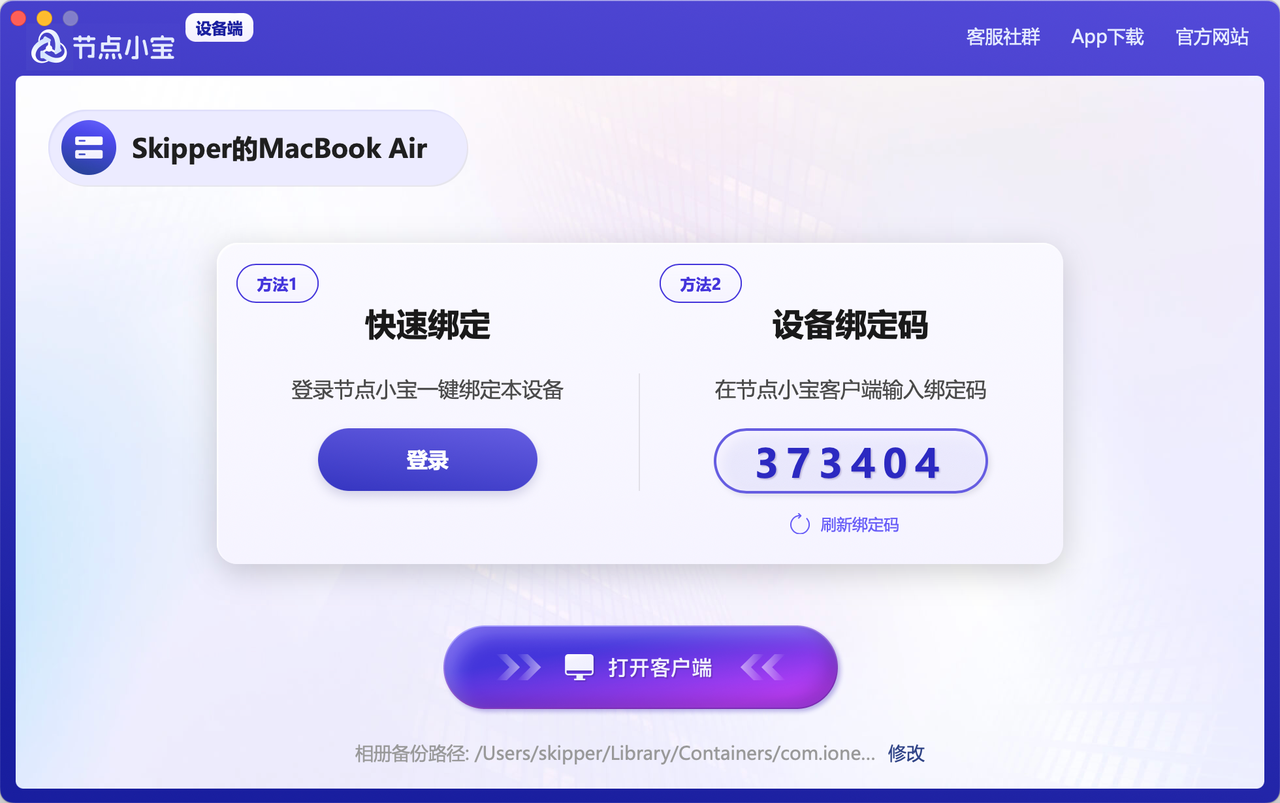 节点小宝
设备端
客服社群 App下载 官方网站
Skipper的MacBook Air
方法1
快速绑定
登录节点小宝一键绑定本设备
登录
方法2
设备绑定码
在节点小宝客户端输入绑定码
373404
刷新绑定码
打开客户端
相册备份路径: /Users/skipper/Library/Containers/com.ione... 修改